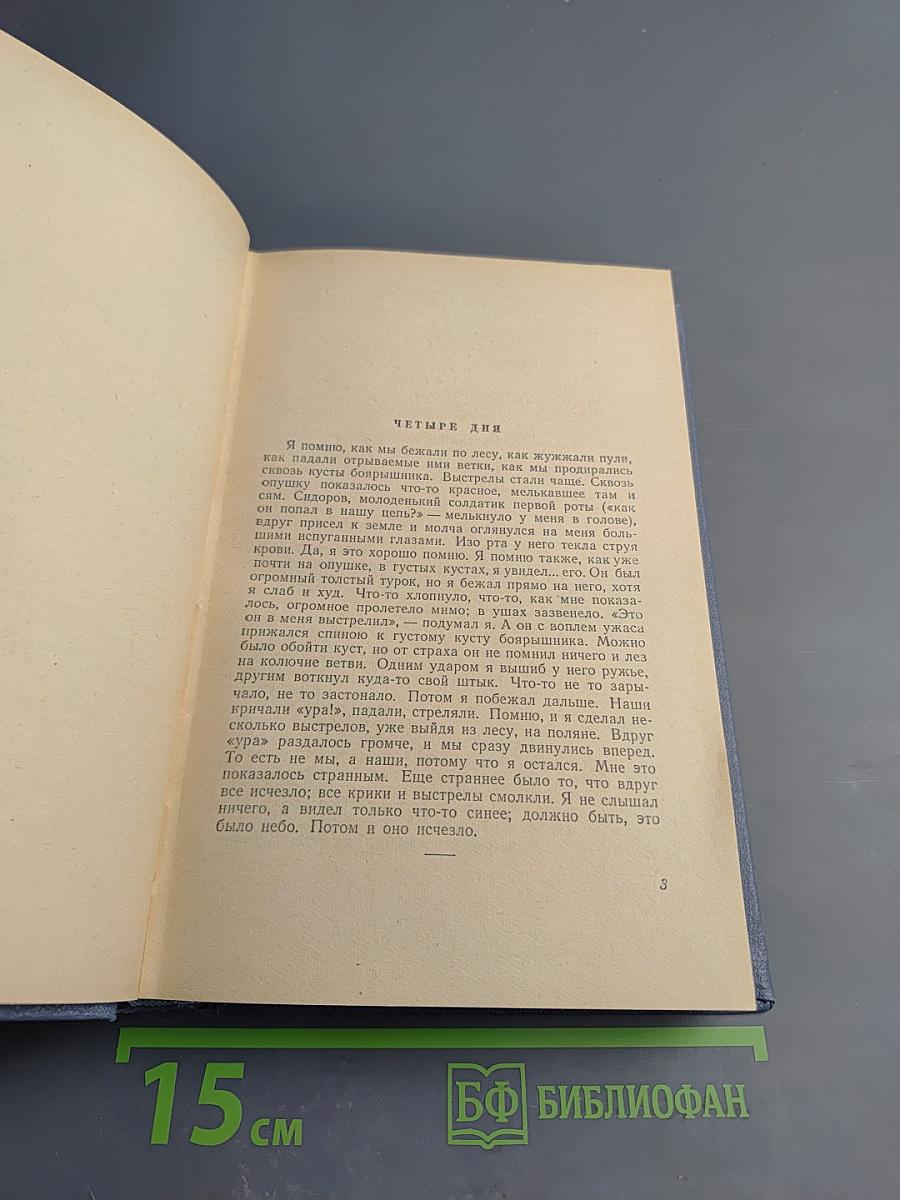 ЧЕТЫРЕ ДНЯ
Я помню, как мы бежали по лесу, как жужжали пули,
как падали отрываемые ими ветки, как мы продирались
сквозь кусты боярышника. Выстрелы стали чаще. Сквозь
опушку показалось что-то красное, мелькавшее там и
сям. Сидоров, молоденький солдатик первой роты («как
он попал в нашу цепь?» — мелькнуло у меня в голове),
вдруг присел к земле и молча оглянулся на меня боль-
шими испуганными глазами. Изо рта у него текла струя
крови. Да, я это хорошо помню. Я помню также, как уже
почти на опушке, в густых кустах, я увидел... его. Он был
огромный толстый турок, но я бежал прямо на него, хотя
я слаб и худ. Что-то хлопнуло, что-то, как мне показа-
лось, огромное пролетело мимо; в ушах зазвенело. «Это
он в меня выстрелил», — подумал я. А он с воплем ужаса
прижался спиною к густому кусту боярышника. Можно
было обойти куст, но от страха он не помнил ничего и лез
на колючие ветви. Одним ударом я вышиб у него ружье,
другим воткнул куда-то свой штык. Что-то не то зары-
чало, не то застонало. Потом я побежал дальше. Наши
кричали «ура!», падали, стреляли. Помню, и я сделал не-
сколько выстрелов, уже выйдя из лесу, на поляне. Вдруг
«ура» раздалось громче, и мы сразу двинулись вперед.
То есть не мы, а наши, потому что я остался. Мне это
показалось странным. Еще страннее было то, что вдруг
все исчезло; все крики и выстрелы смолкли. Я не слышал
ничего, а видел только что-то синее; должно быть, это
было небо. Потом и оно исчезло.
3
15 см
БФ БИБЛИОФАН